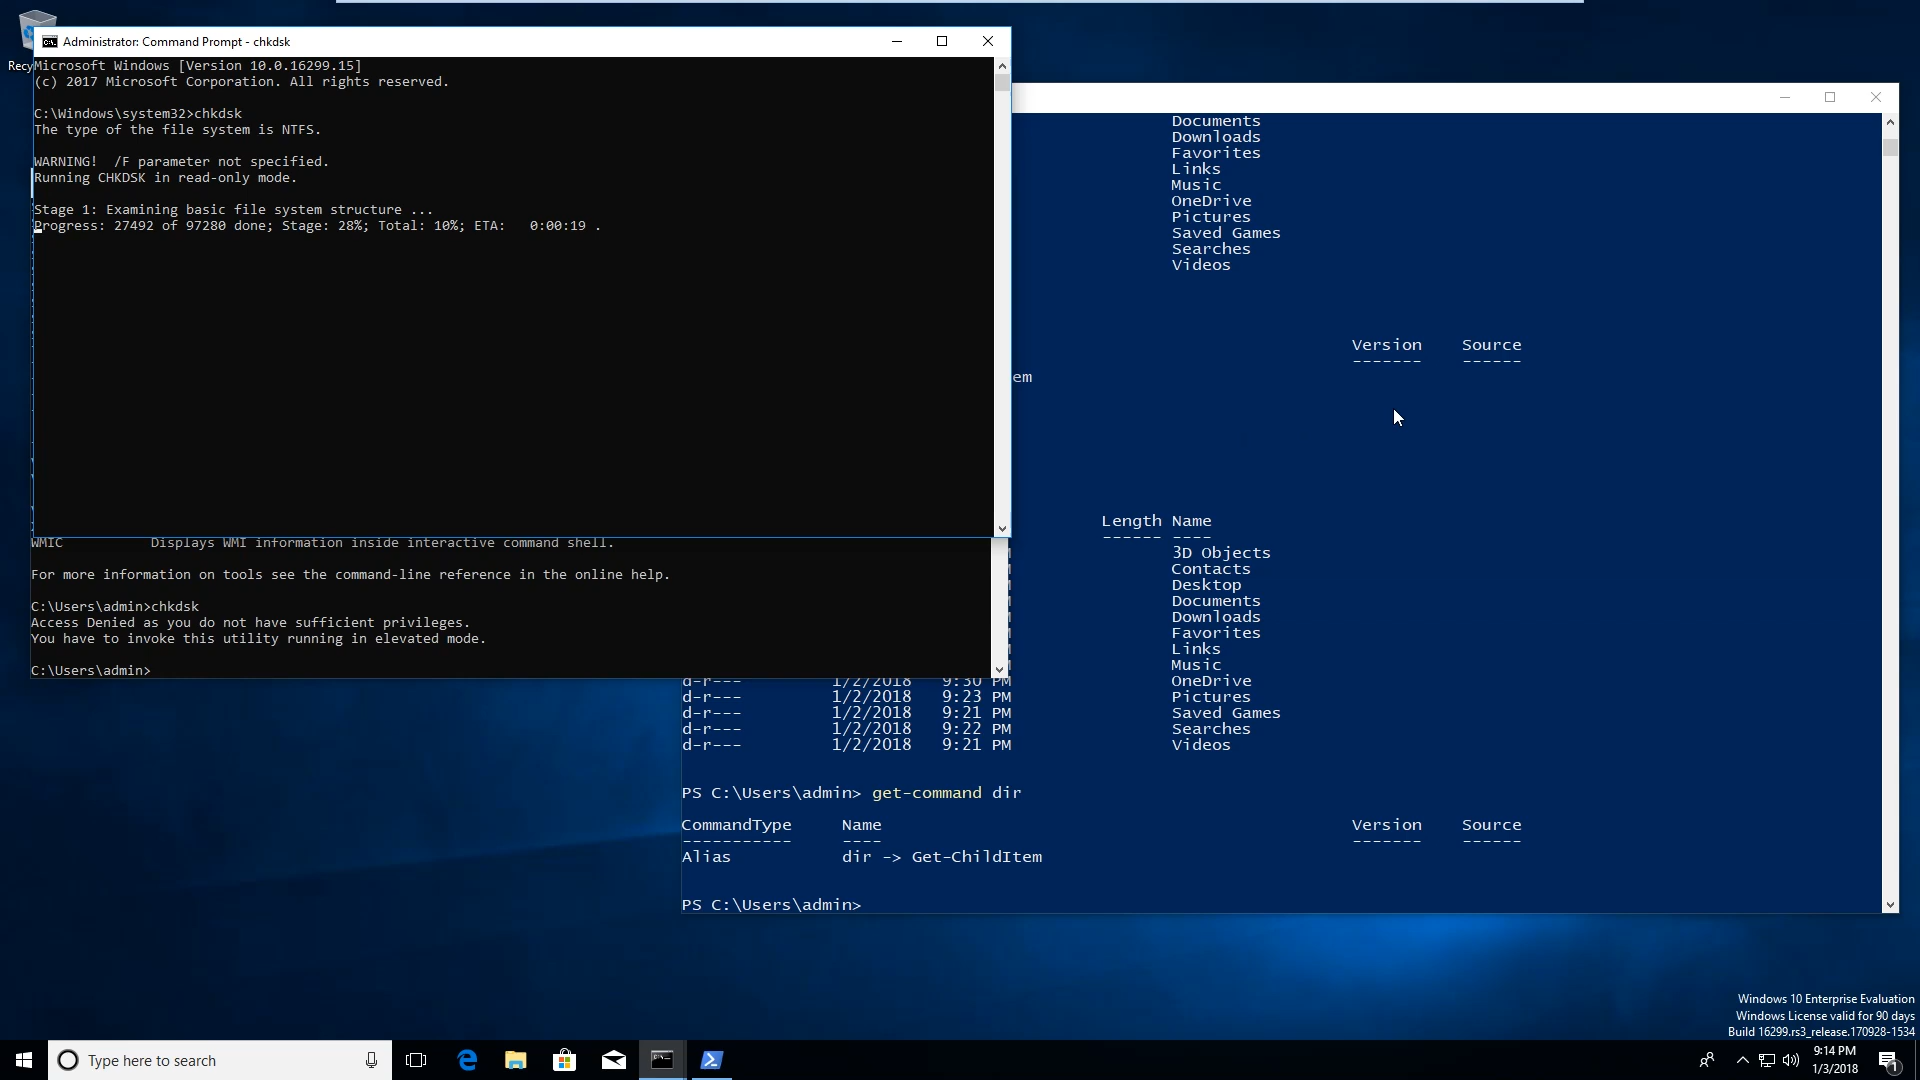 Recy
Administrator: Command Prompt - chkdsk
Microsoft Windows [Version 10.0.16299.15]
(c) 2017 Microsoft Corporation. All rights reserved.
C:\Windows\system32>chkdsk
The type of the file system is NTFS.
WARNING!  /F parameter not specified.
Running CHKDSK in read-only mode.
Stage 1: Examining basic file system structure ...
Progress: 27492 of 97280 done; Stage: 28%; Total: 10%; ETA:   0:00:19 .
WMIC           Displays WMI information inside interactive command shell.
For more information on tools see the command-line reference in the online help.
C:\Users\admin>chkdsk
Access Denied as you do not have sufficient privileges.
You have to invoke this utility running in elevated mode.
C:\Users\admin>
Documents
Downloads
Favorites
Links
Music
OneDrive
Pictures
Saved Games
Searches
Videos
Version    Source
-------    ------
em
Length Name
------ ----
3D Objects
Contacts
Desktop
Documents
Downloads
Favorites
Links
Music
d-r---         1/2/2018   9:30 PM                OneDrive
d-r---         1/2/2018   9:23 PM                Pictures
d-r---         1/2/2018   9:21 PM                Saved Games
d-r---         1/2/2018   9:22 PM                Searches
d-r---         1/2/2018   9:21 PM                Videos
PS C:\Users\admin> get-command dir
CommandType     Name                                               Version    Source
-----------     ----                                               -------    ------
Alias           dir -> Get-ChildItem
PS C:\Users\admin>
Windows 10 Enterprise Evaluation
Windows License valid for 90 days
Build 16299.rs3_release.170928-1534
Type here to search
9:14 PM
1/3/2018
1